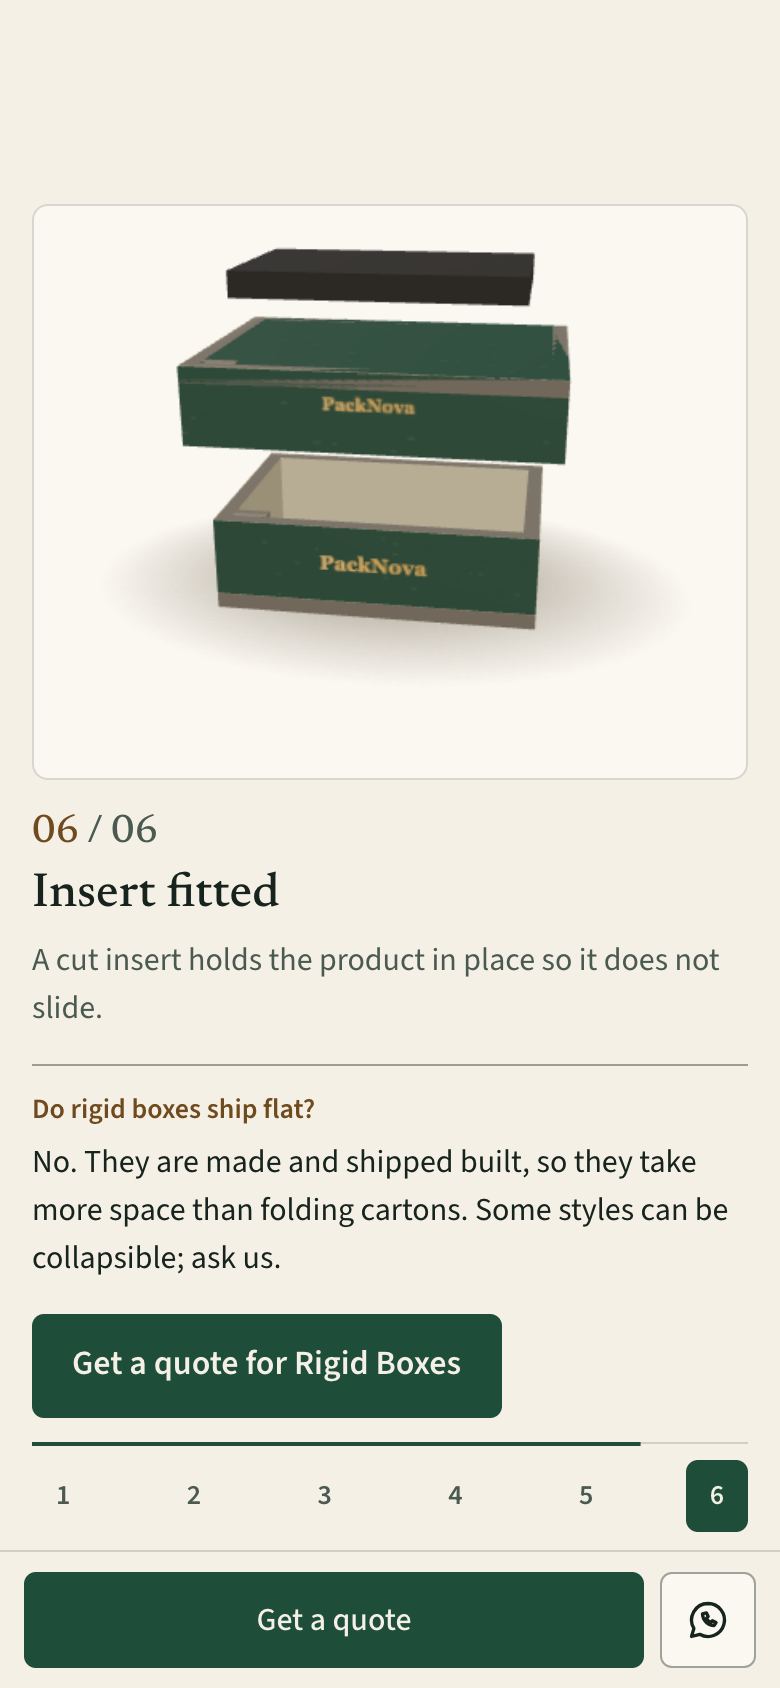 PackNova
PackNova
06 / 06
Insert fitted
A cut insert holds the product in place so it does not
slide.
Do rigid boxes ship flat?
No. They are made and shipped built, so they take
more space than folding cartons. Some styles can be
collapsible; ask us.
Get a quote for Rigid Boxes
1 2 3 4 5 6
Get a quote